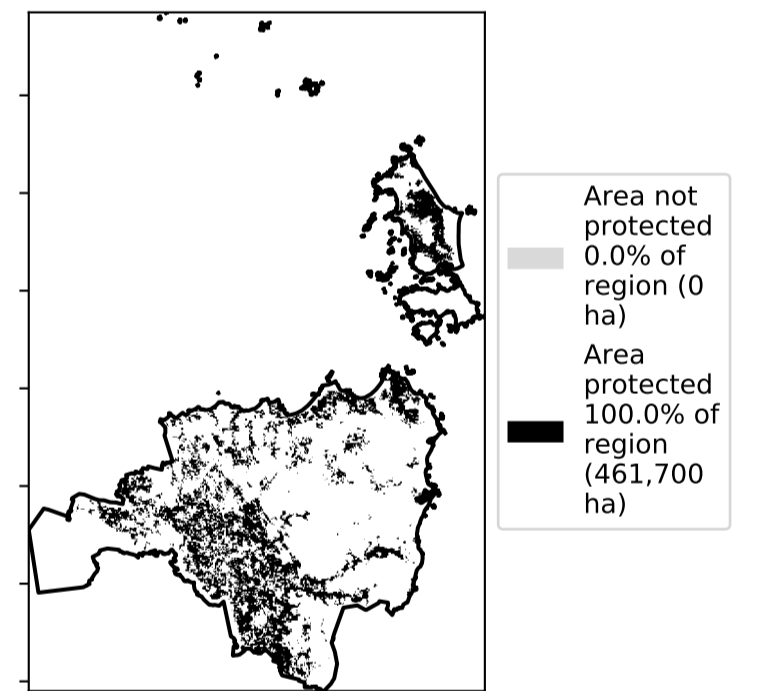 Area not
protected
0.0% of
region (0
ha)
Area
protected
100.0% of
region
(461,700
ha)